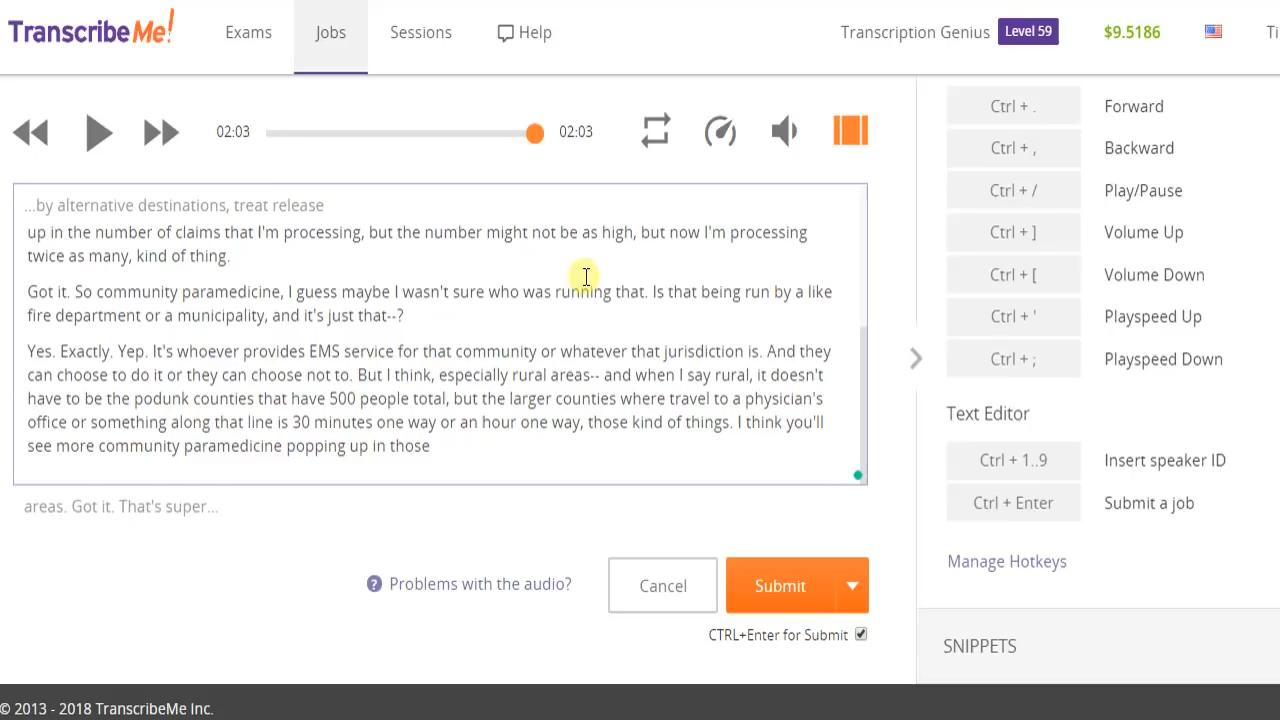 TranscribeMe!
Exams
Jobs
Sessions
Help
Transcription Genius
Level 59
$9.5186
Ti
02:03
02:03
...by alternative destinations, treat release
up in the number of claims that I'm processing, but the number might not be as high, but now I'm processing
twice as many, kind of thing.
Got it. So community paramedicine, I guess maybe I wasn't sure who was running that. Is that being run by a like
fire department or a municipality, and it's just that--?
Yes. Exactly. Yep. It's whoever provides EMS service for that community or whatever that jurisdiction is. And they
can choose to do it or they can choose not to. But I think, especially rural areas-- and when I say rural, it doesn't
have to be the podunk counties that have 500 people total, but the larger counties where travel to a physician's
office or something along that line is 30 minutes one way or an hour one way, those kind of things. I think you'll
see more community paramedicine popping up in those
areas. Got it. That's super...
? Problems with the audio?
Cancel
Submit
CTRL+Enter for Submit
Ctrl + . Forward
Ctrl + , Backward
Ctrl + / Play/Pause
Ctrl + ] Volume Up
Ctrl + [ Volume Down
Ctrl + ' Playspeed Up
Ctrl + ; Playspeed Down
Text Editor
Ctrl + 1..9 Insert speaker ID
Ctrl + Enter Submit a job
Manage Hotkeys
SNIPPETS
© 2013 - 2018 TranscribeMe Inc.